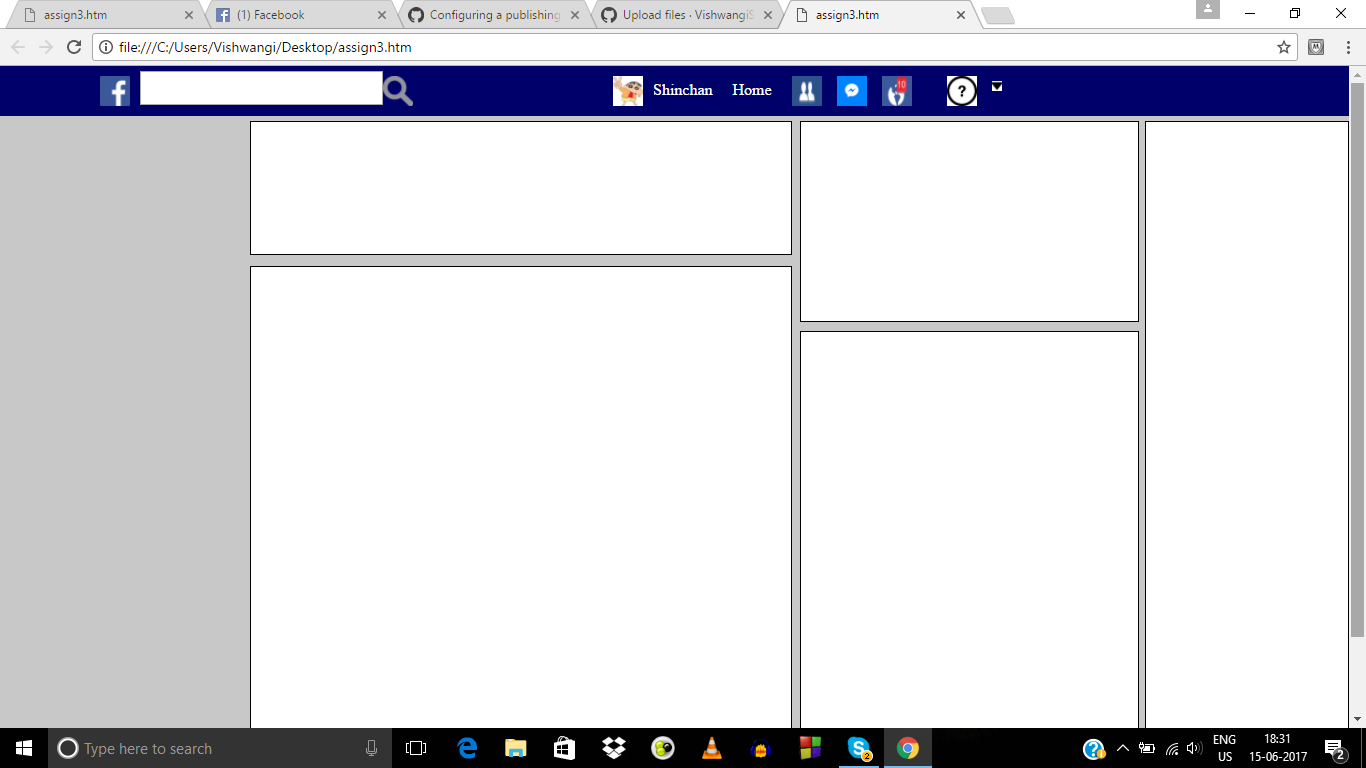 assign3.htm
(1) Facebook
Configuring a publishing
Upload files · VishwangiS
assign3.htm
file:///C:/Users/Vishwangi/Desktop/assign3.htm
f
Shinchan
Home
10
?
Type here to search
ENG
US
18:31
15-06-2017
2
2